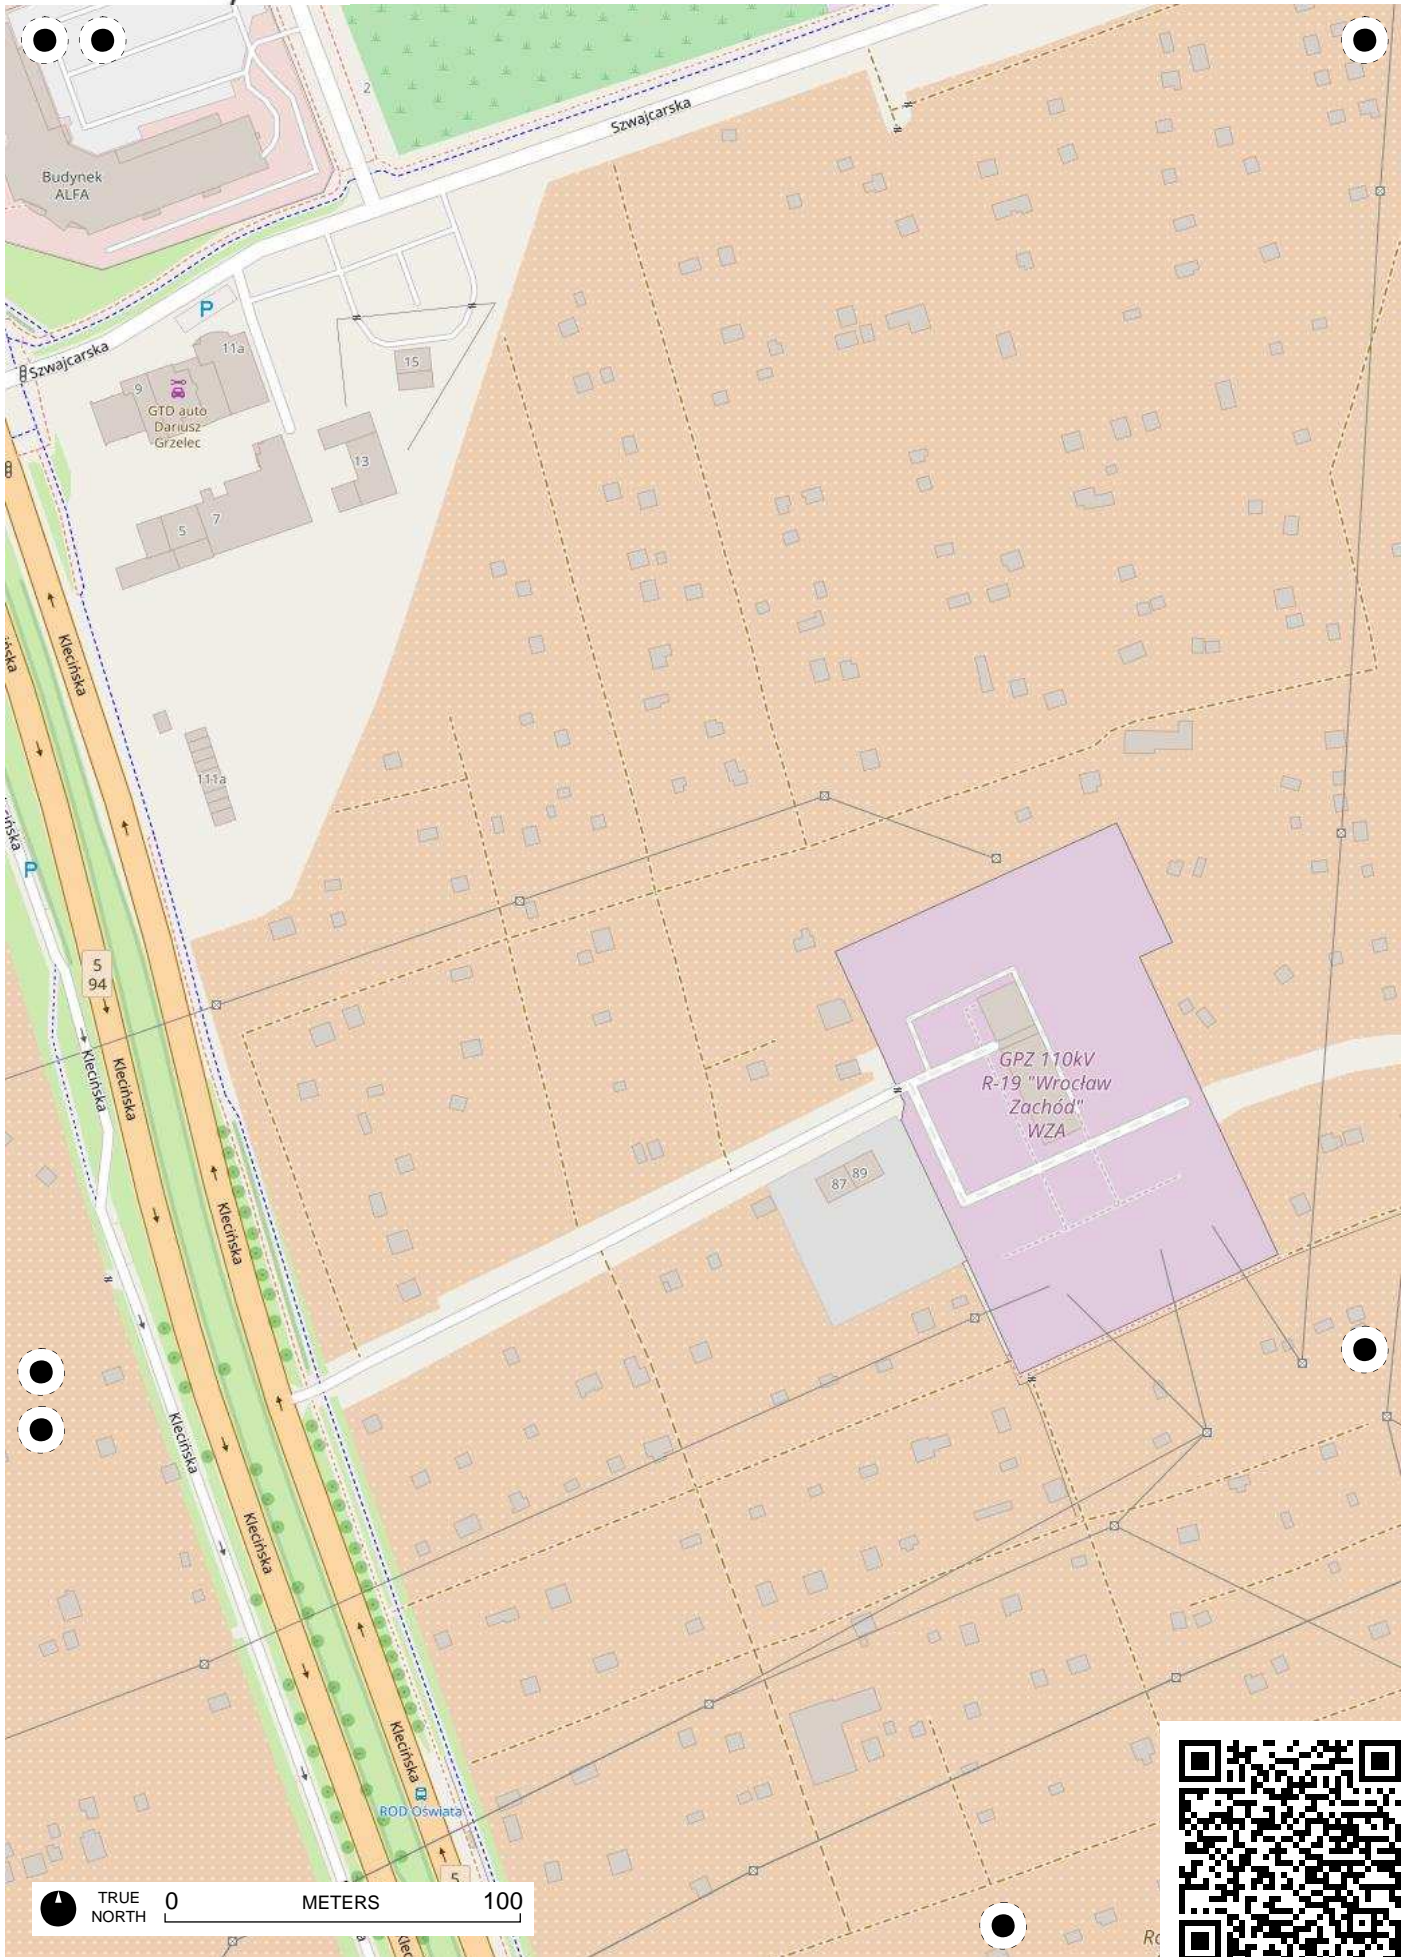 2
Szwajcarska
Budynek
ALFA
P
Szwajcarska
11a
15
9
GTD auto
Dariusz
Grzelec
13
5
7
Klecińska
111a
P
5
94
GPZ 110kV
R-19 "Wrocław
Zachód"
WZA
Klecińska
Klecińska
87
89
Klecińska
Klecińska
Klecińska
Klecińska
ROD Oświata
5
TRUE
NORTH
0
METERS
100